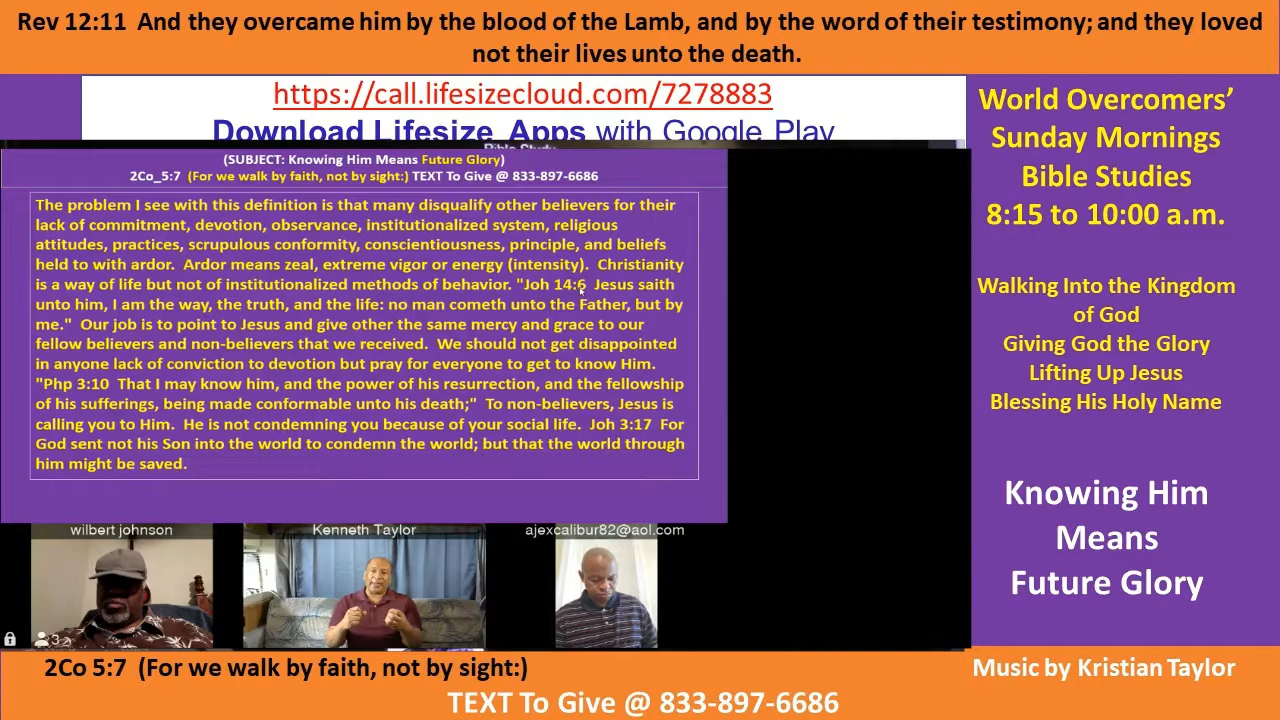 Rev 12:11  And they overcame him by the blood of the Lamb, and by the word of their testimony; and they loved
not their lives unto the death.
https://call.lifesizecloud.com/7278883
Download Lifesize Apps with Google Play
Bible Study
(SUBJECT: Knowing Him Means Future Glory)
2Co_5:7  (For we walk by faith, not by sight:) TEXT To Give @ 833-897-6686
The problem I see with this definition is that many disqualify other believers for their
lack of commitment, devotion, observance, institutionalized system, religious
attitudes, practices, scrupulous conformity, conscientiousness, principle, and beliefs
held to with ardor.  Ardor means zeal, extreme vigor or energy (intensity).  Christianity
is a way of life but not of institutionalized methods of behavior. "Joh 14:6  Jesus saith
unto him, I am the way, the truth, and the life: no man cometh unto the Father, but by
me."  Our job is to point to Jesus and give other the same mercy and grace to our
fellow believers and non-believers that we received.  We should not get disappointed
in anyone lack of conviction to devotion but pray for everyone to get to know Him.
"Php 3:10  That I may know him, and the power of his resurrection, and the fellowship
of his sufferings, being made conformable unto his death;"  To non-believers, Jesus is
calling you to Him.  He is not condemning you because of your social life.  Joh 3:17  For
God sent not his Son into the world to condemn the world; but that the world through
him might be saved.
wilbert johnson
Kenneth Taylor
ajexcalibur82@aol.com
3
World Overcomers'
Sunday Mornings
Bible Studies
8:15 to 10:00 a.m.
Walking Into the Kingdom
of God
Giving God the Glory
Lifting Up Jesus
Blessing His Holy Name
Knowing Him
Means
Future Glory
2Co 5:7  (For we walk by faith, not by sight:)
Music by Kristian Taylor
TEXT To Give @ 833-897-6686